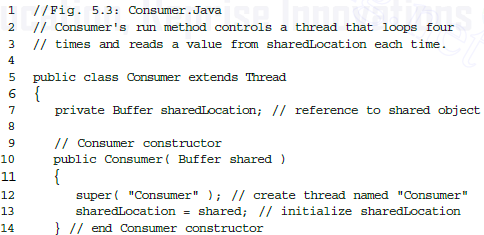 1 //Fig. 5.3: Consumer.Java
2 // Consumer's run method controls a thread that loops four
3 // times and reads a value from sharedLocation each time.
4
5 public class Consumer extends Thread
6 {
7 private Buffer sharedLocation; // reference to shared object
8
9 // Consumer constructor
10 public Consumer( Buffer shared )
11 {
12 super( "Consumer" ); // create thread named "Consumer"
13 sharedLocation = shared; // initialize sharedLocation
14 } // end Consumer constructor